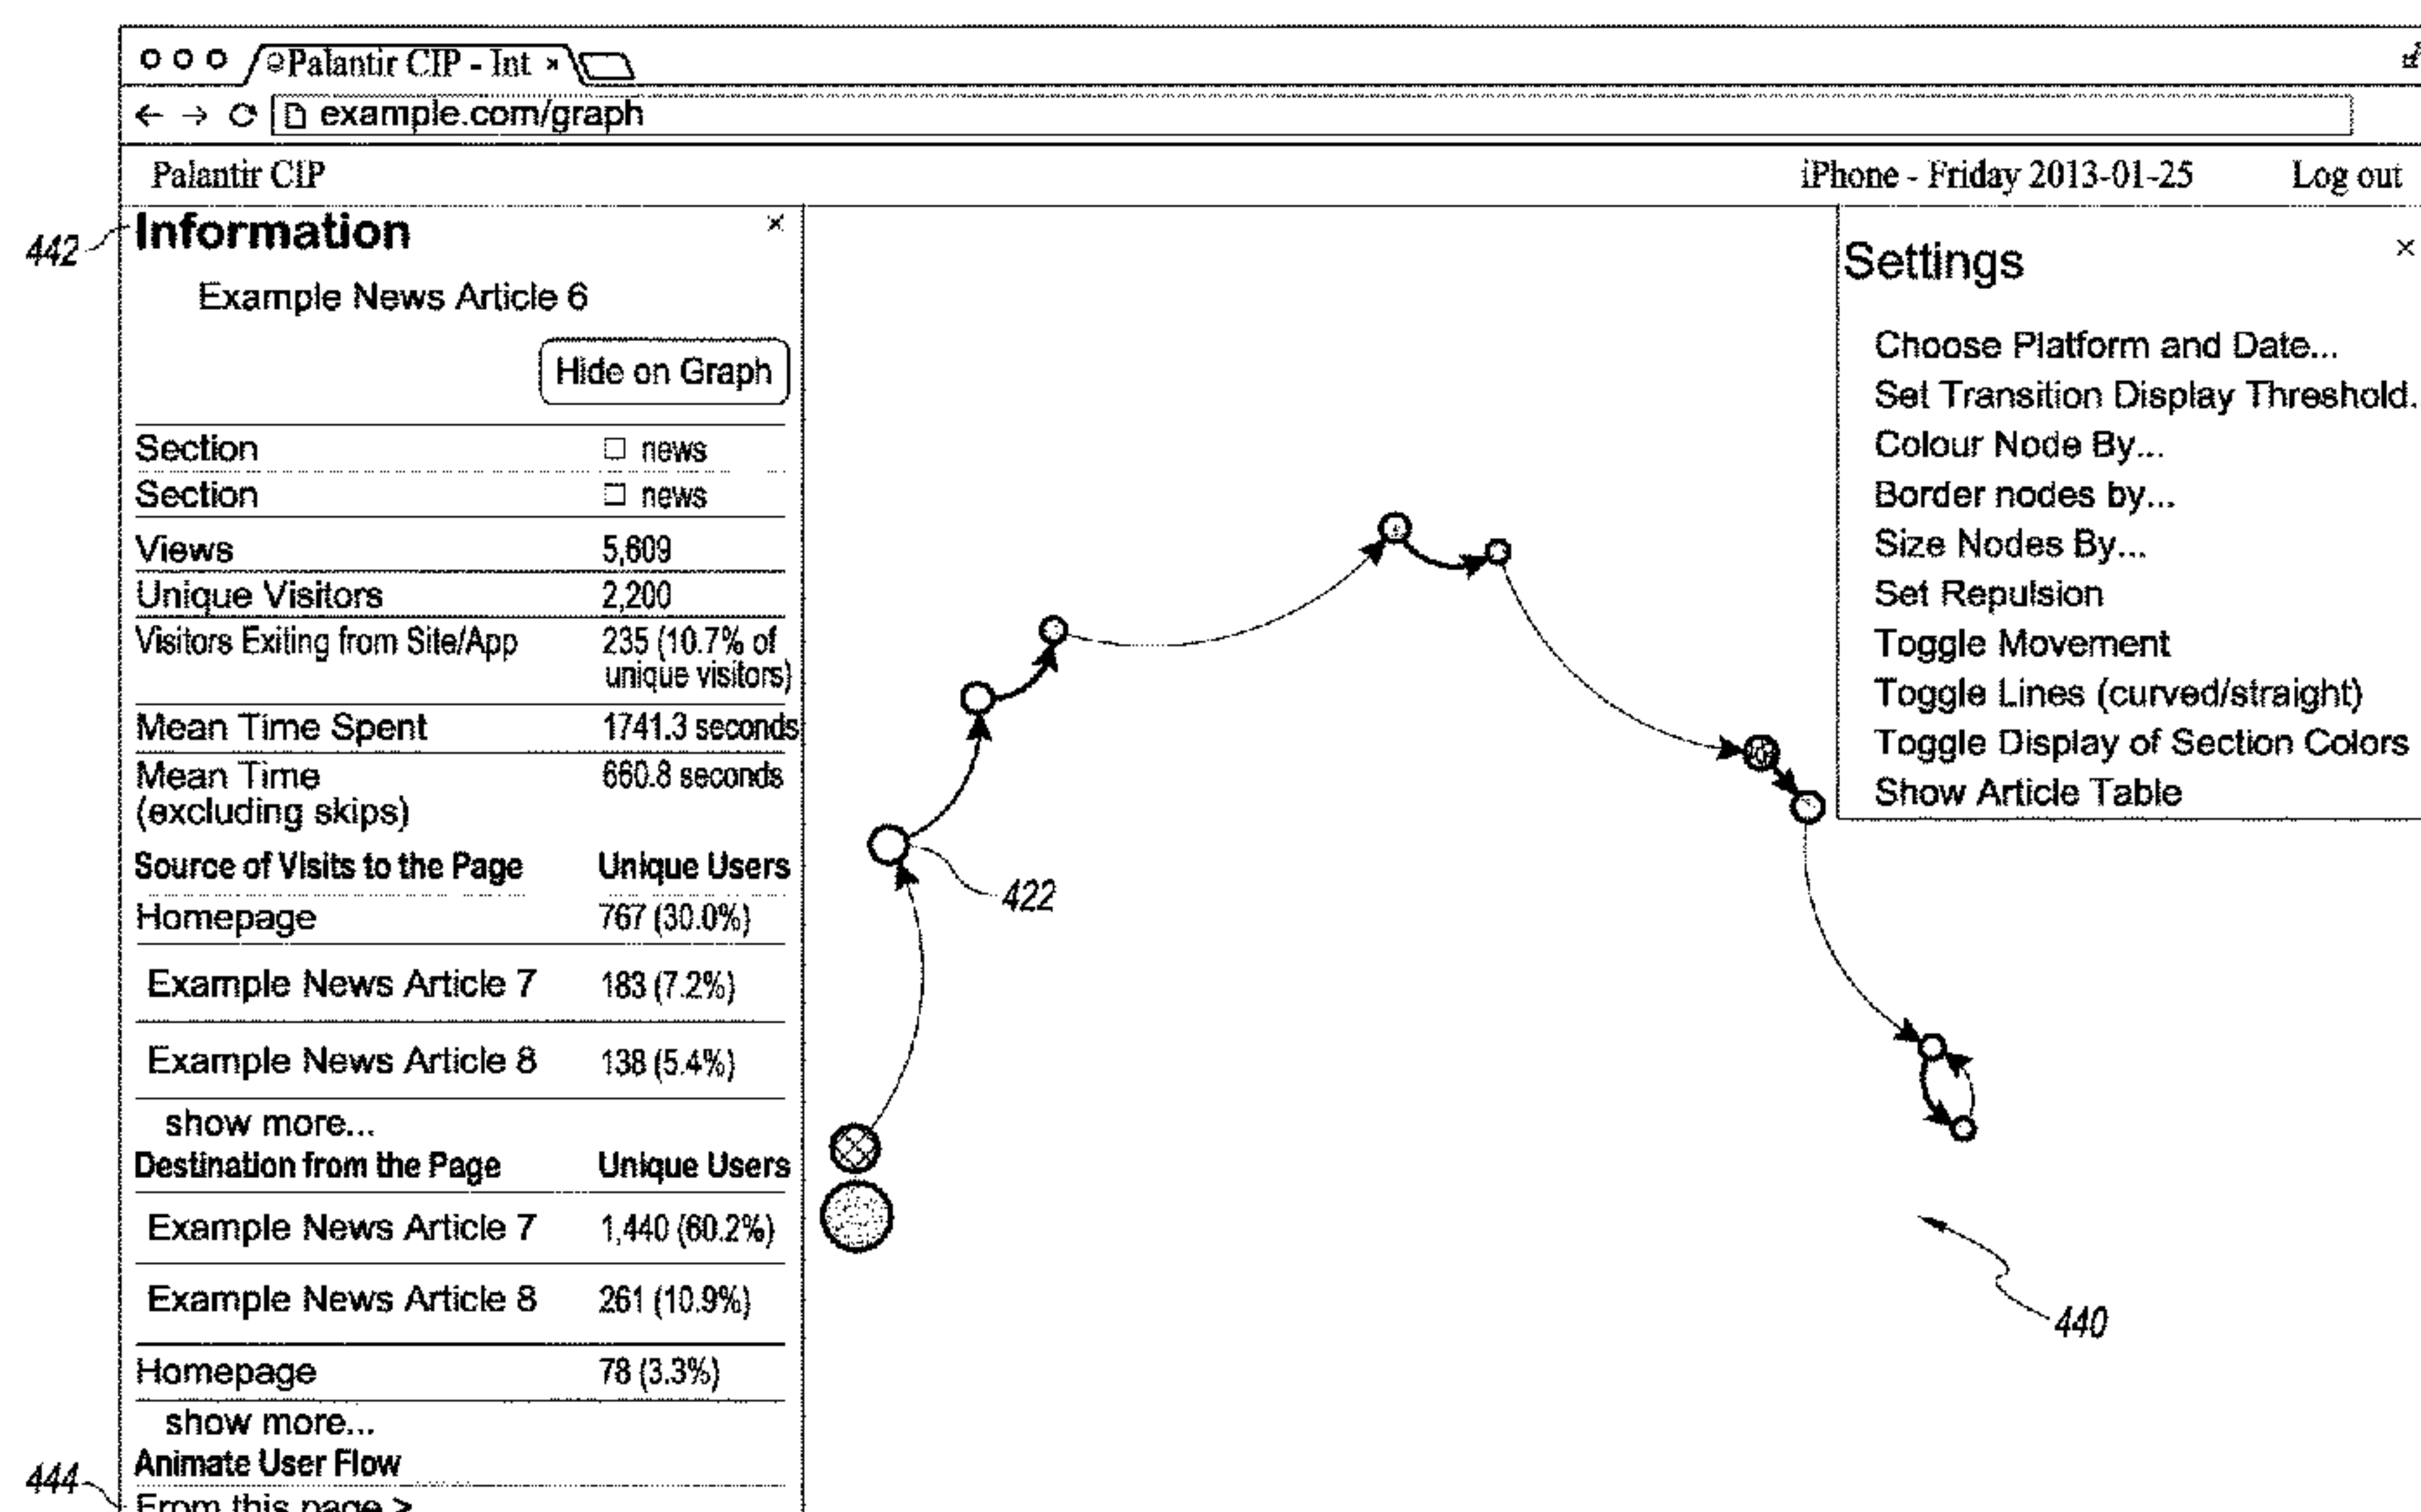 Palantir CIP - Int ×
example.com/graph
Palantir CIP
iPhone - Friday 2013-01-25
Log out
442
Information ×
Example News Article 6
Hide on Graph
Section news
Section news
Views 5,609
Unique Visitors 2,200
Visitors Exiting from Site/App 235 (10.7% of
unique visitors)
Mean Time Spent 1741.3 seconds
Mean Time 660.8 seconds
(excluding skips)
Source of Visits to the Page Unique Users
Homepage 767 (30.0%)
Example News Article 7 183 (7.2%)
Example News Article 8 138 (5.4%)
show more...
Destination from the Page Unique Users
Example News Article 7 1,440 (60.2%)
Example News Article 8 261 (10.9%)
Homepage 78 (3.3%)
show more...
Animate User Flow
444
From this page >
422
440
Settings ×
Choose Platform and Date...
Set Transition Display Threshold.
Colour Node By...
Border nodes by...
Size Nodes By...
Set Repulsion
Toggle Movement
Toggle Lines (curved/straight)
Toggle Display of Section Colors
Show Article Table